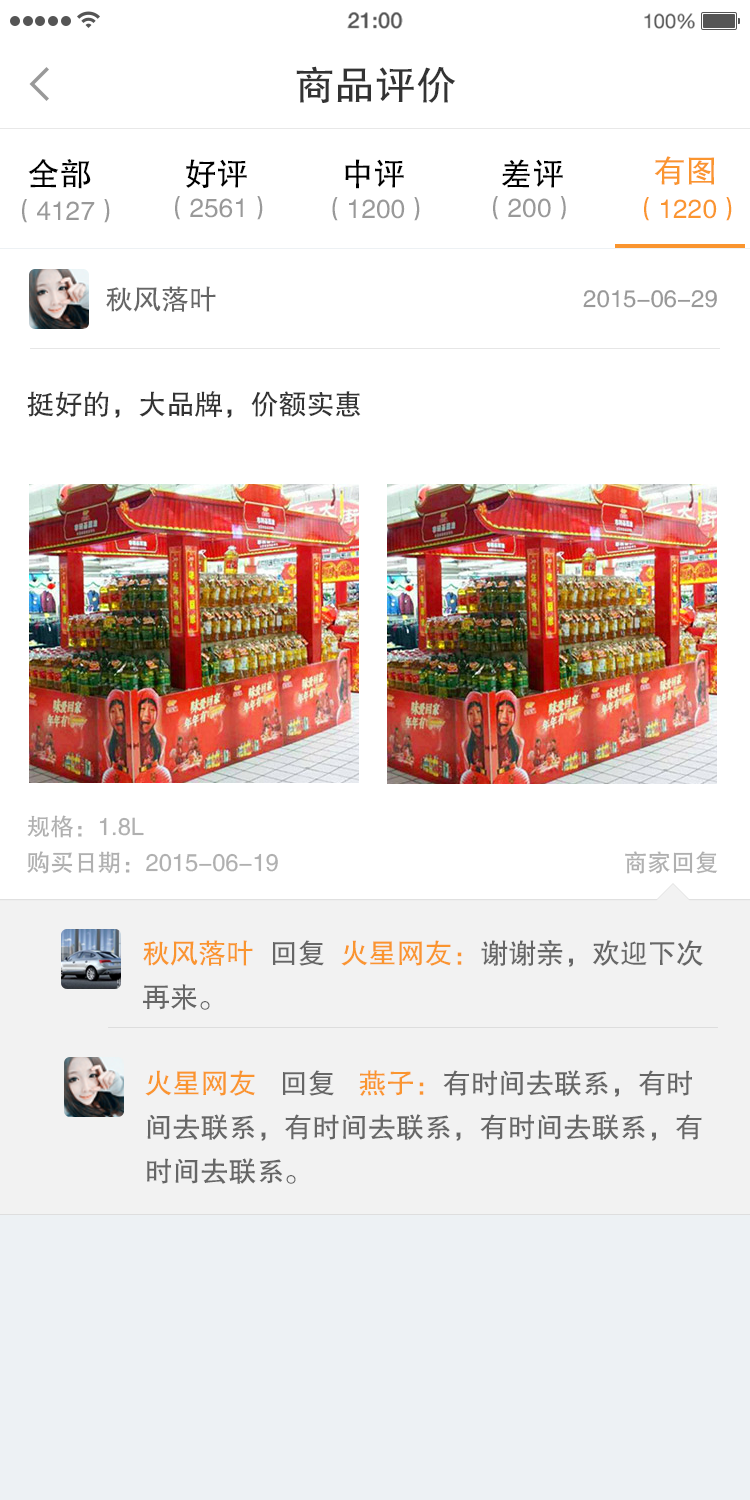 21:00
100%
商品评价
全部
好评
中评
差评
有图
(4127)
(2561)
(1200)
(200)
(1220)
秋风落叶
2015-06-29
挺好的，大品牌，价额实惠
规格：1.8L
购买日期：2015-06-19
商家回复
秋风落叶 回复 火星网友：谢谢亲，欢迎下次
再来。
火星网友 回复 燕子：有时间去联系，有时
间去联系，有时间去联系，有时间去联系，有
时间去联系。